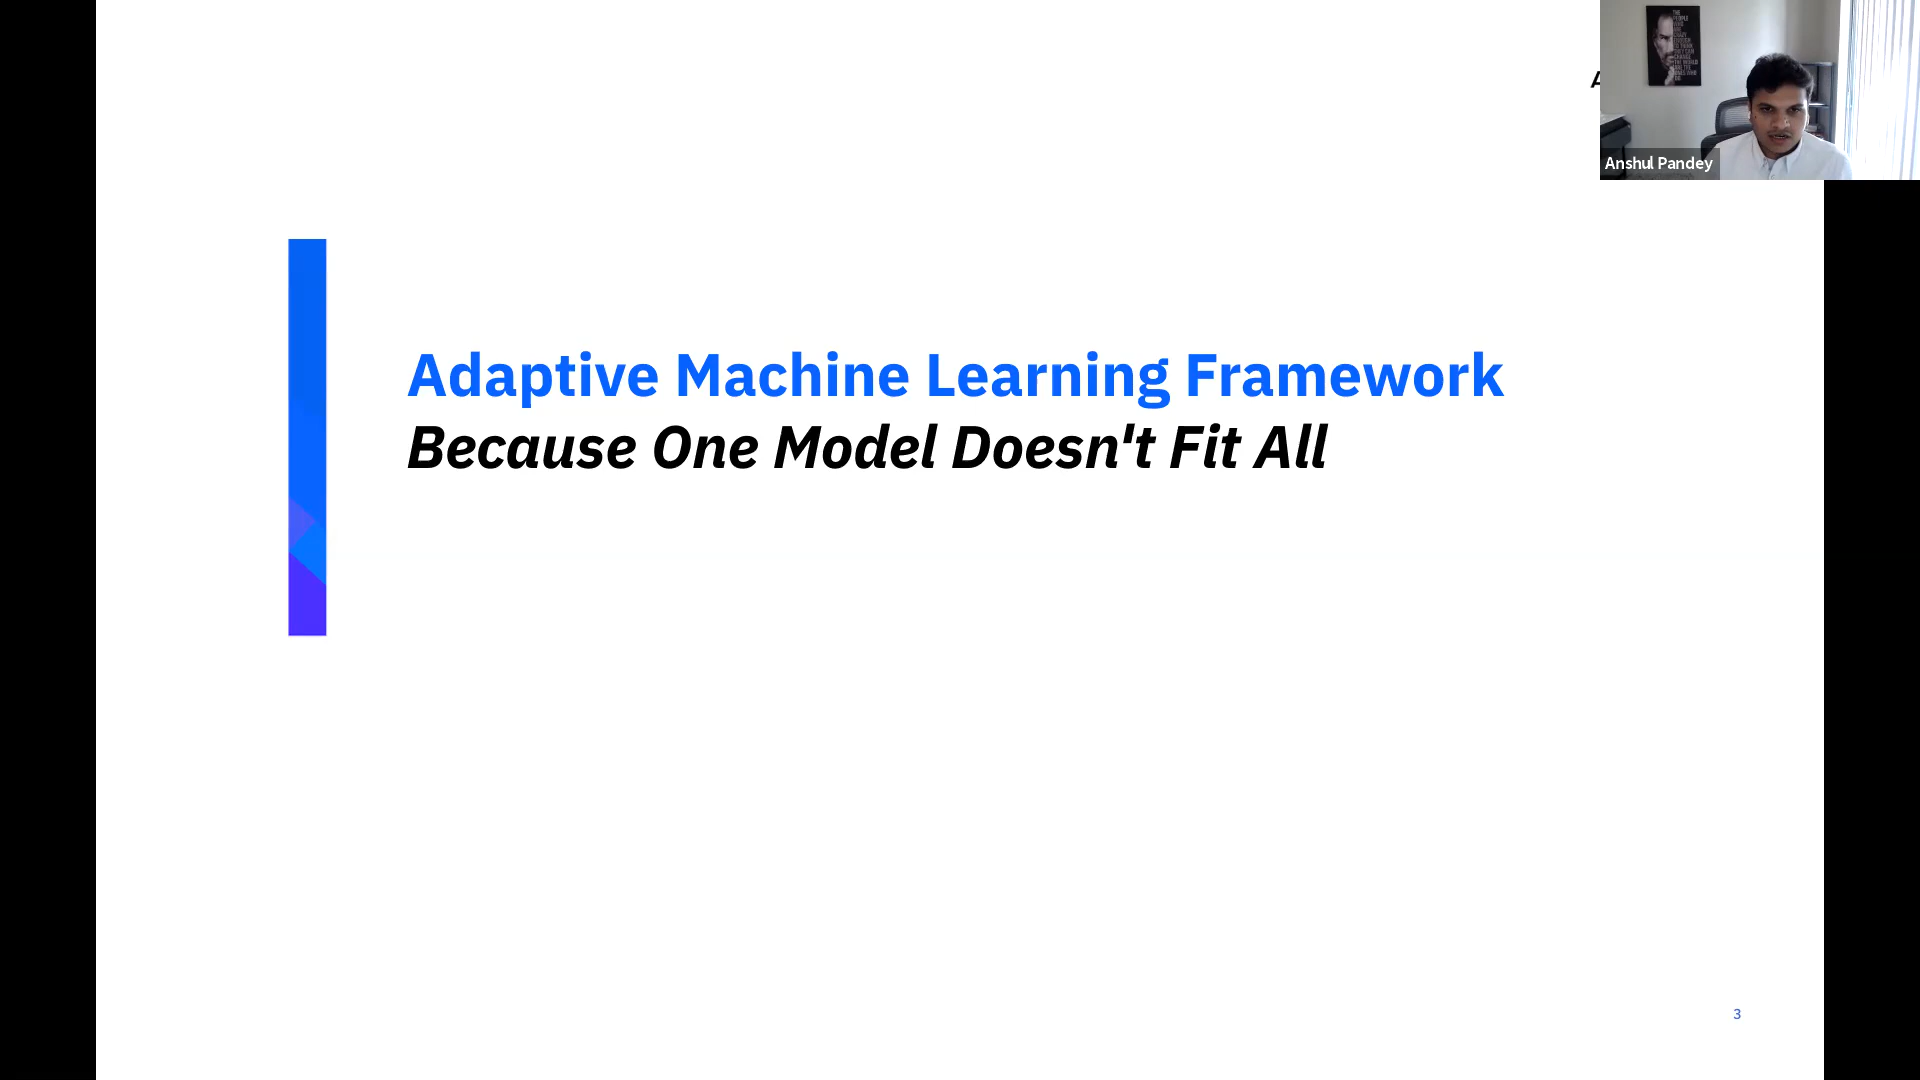 Anshul Pandey
Adaptive Machine Learning Framework
Because One Model Doesn't Fit All
3